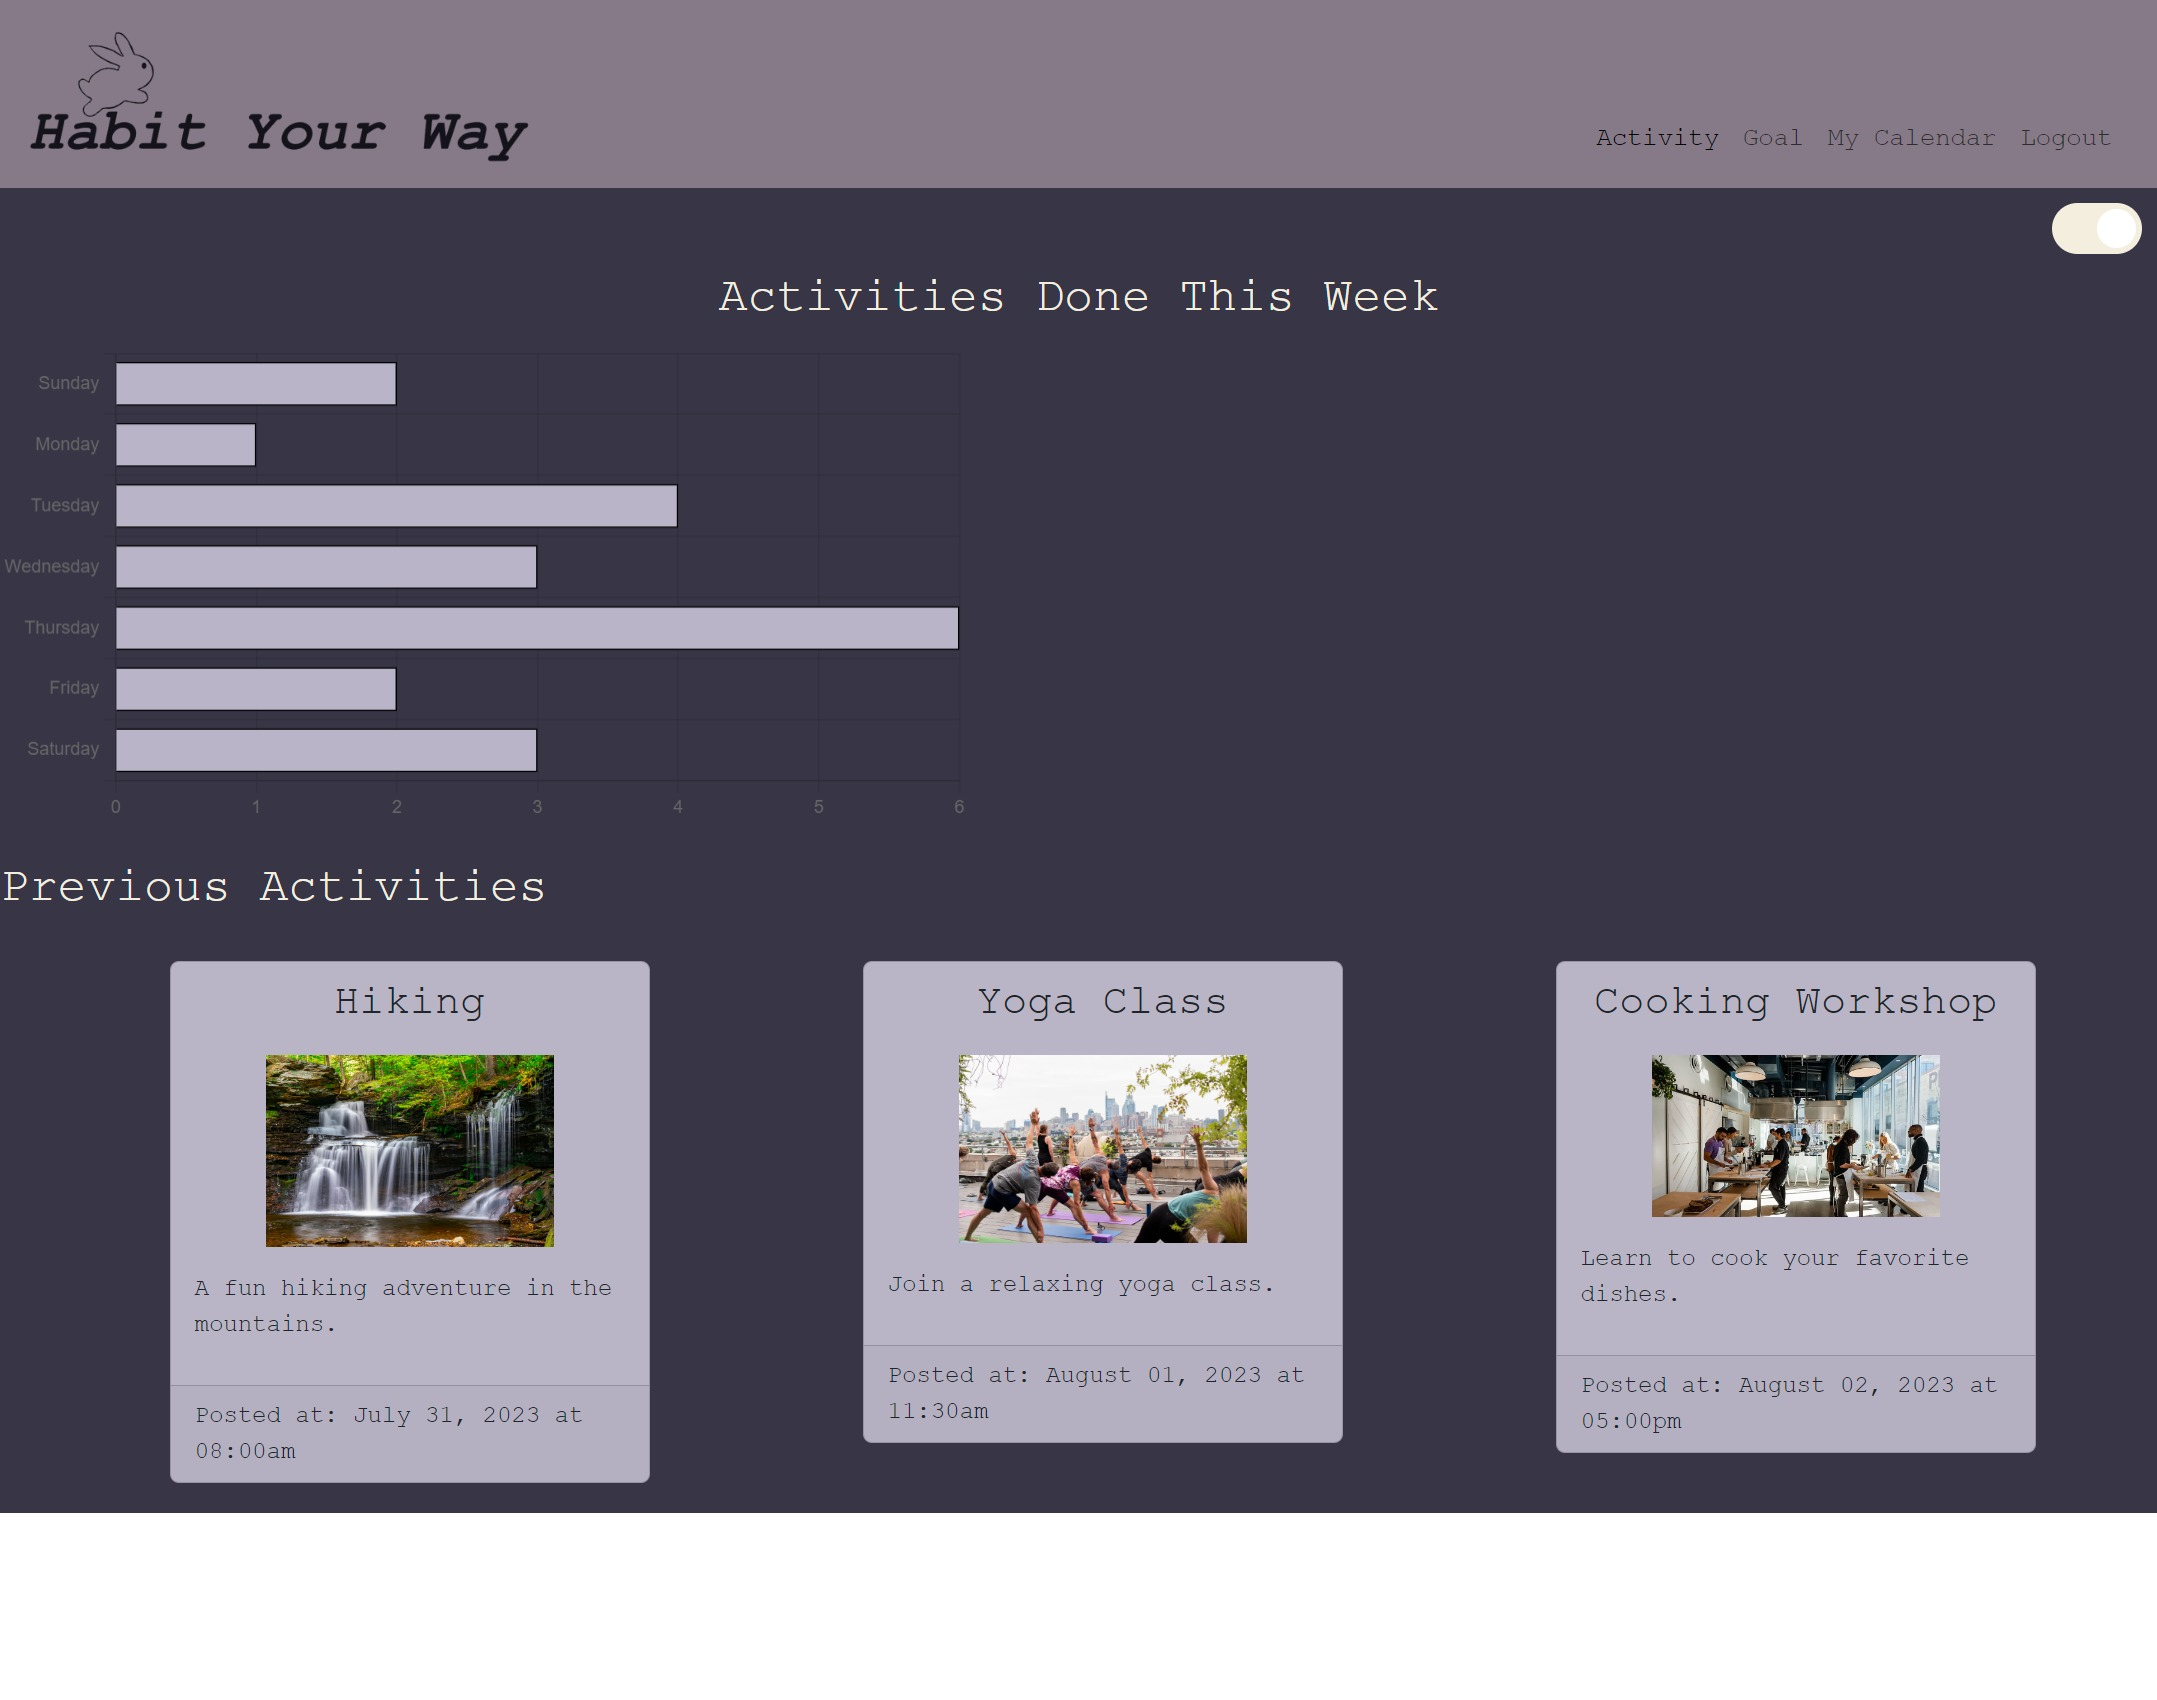 Habit Your Way
Activity Goal My Calendar Logout
Activities Done This Week
Sunday
Monday
Tuesday
Wednesday
Thursday
Friday
Saturday
0 1 2 3 4 5 6
Previous Activities
Hiking
A fun hiking adventure in the
mountains.
Posted at: July 31, 2023 at
08:00am
Yoga Class
Join a relaxing yoga class.
Posted at: August 01, 2023 at
11:30am
Cooking Workshop
Learn to cook your favorite
dishes.
Posted at: August 02, 2023 at
05:00pm